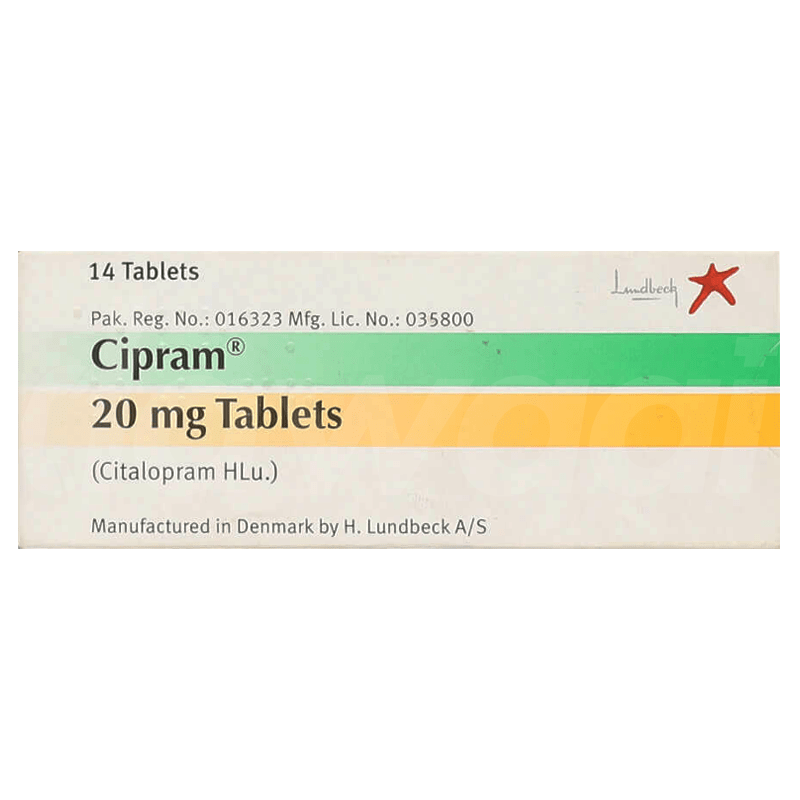 14 Tablets
Lundbeck
Pak. Reg. No.: 016323 Mfg. Lic. No.: 035800
Cipram®
20 mg Tablets
(Citalopram HLu.)
Manufactured in Denmark by H. Lundbeck A/S